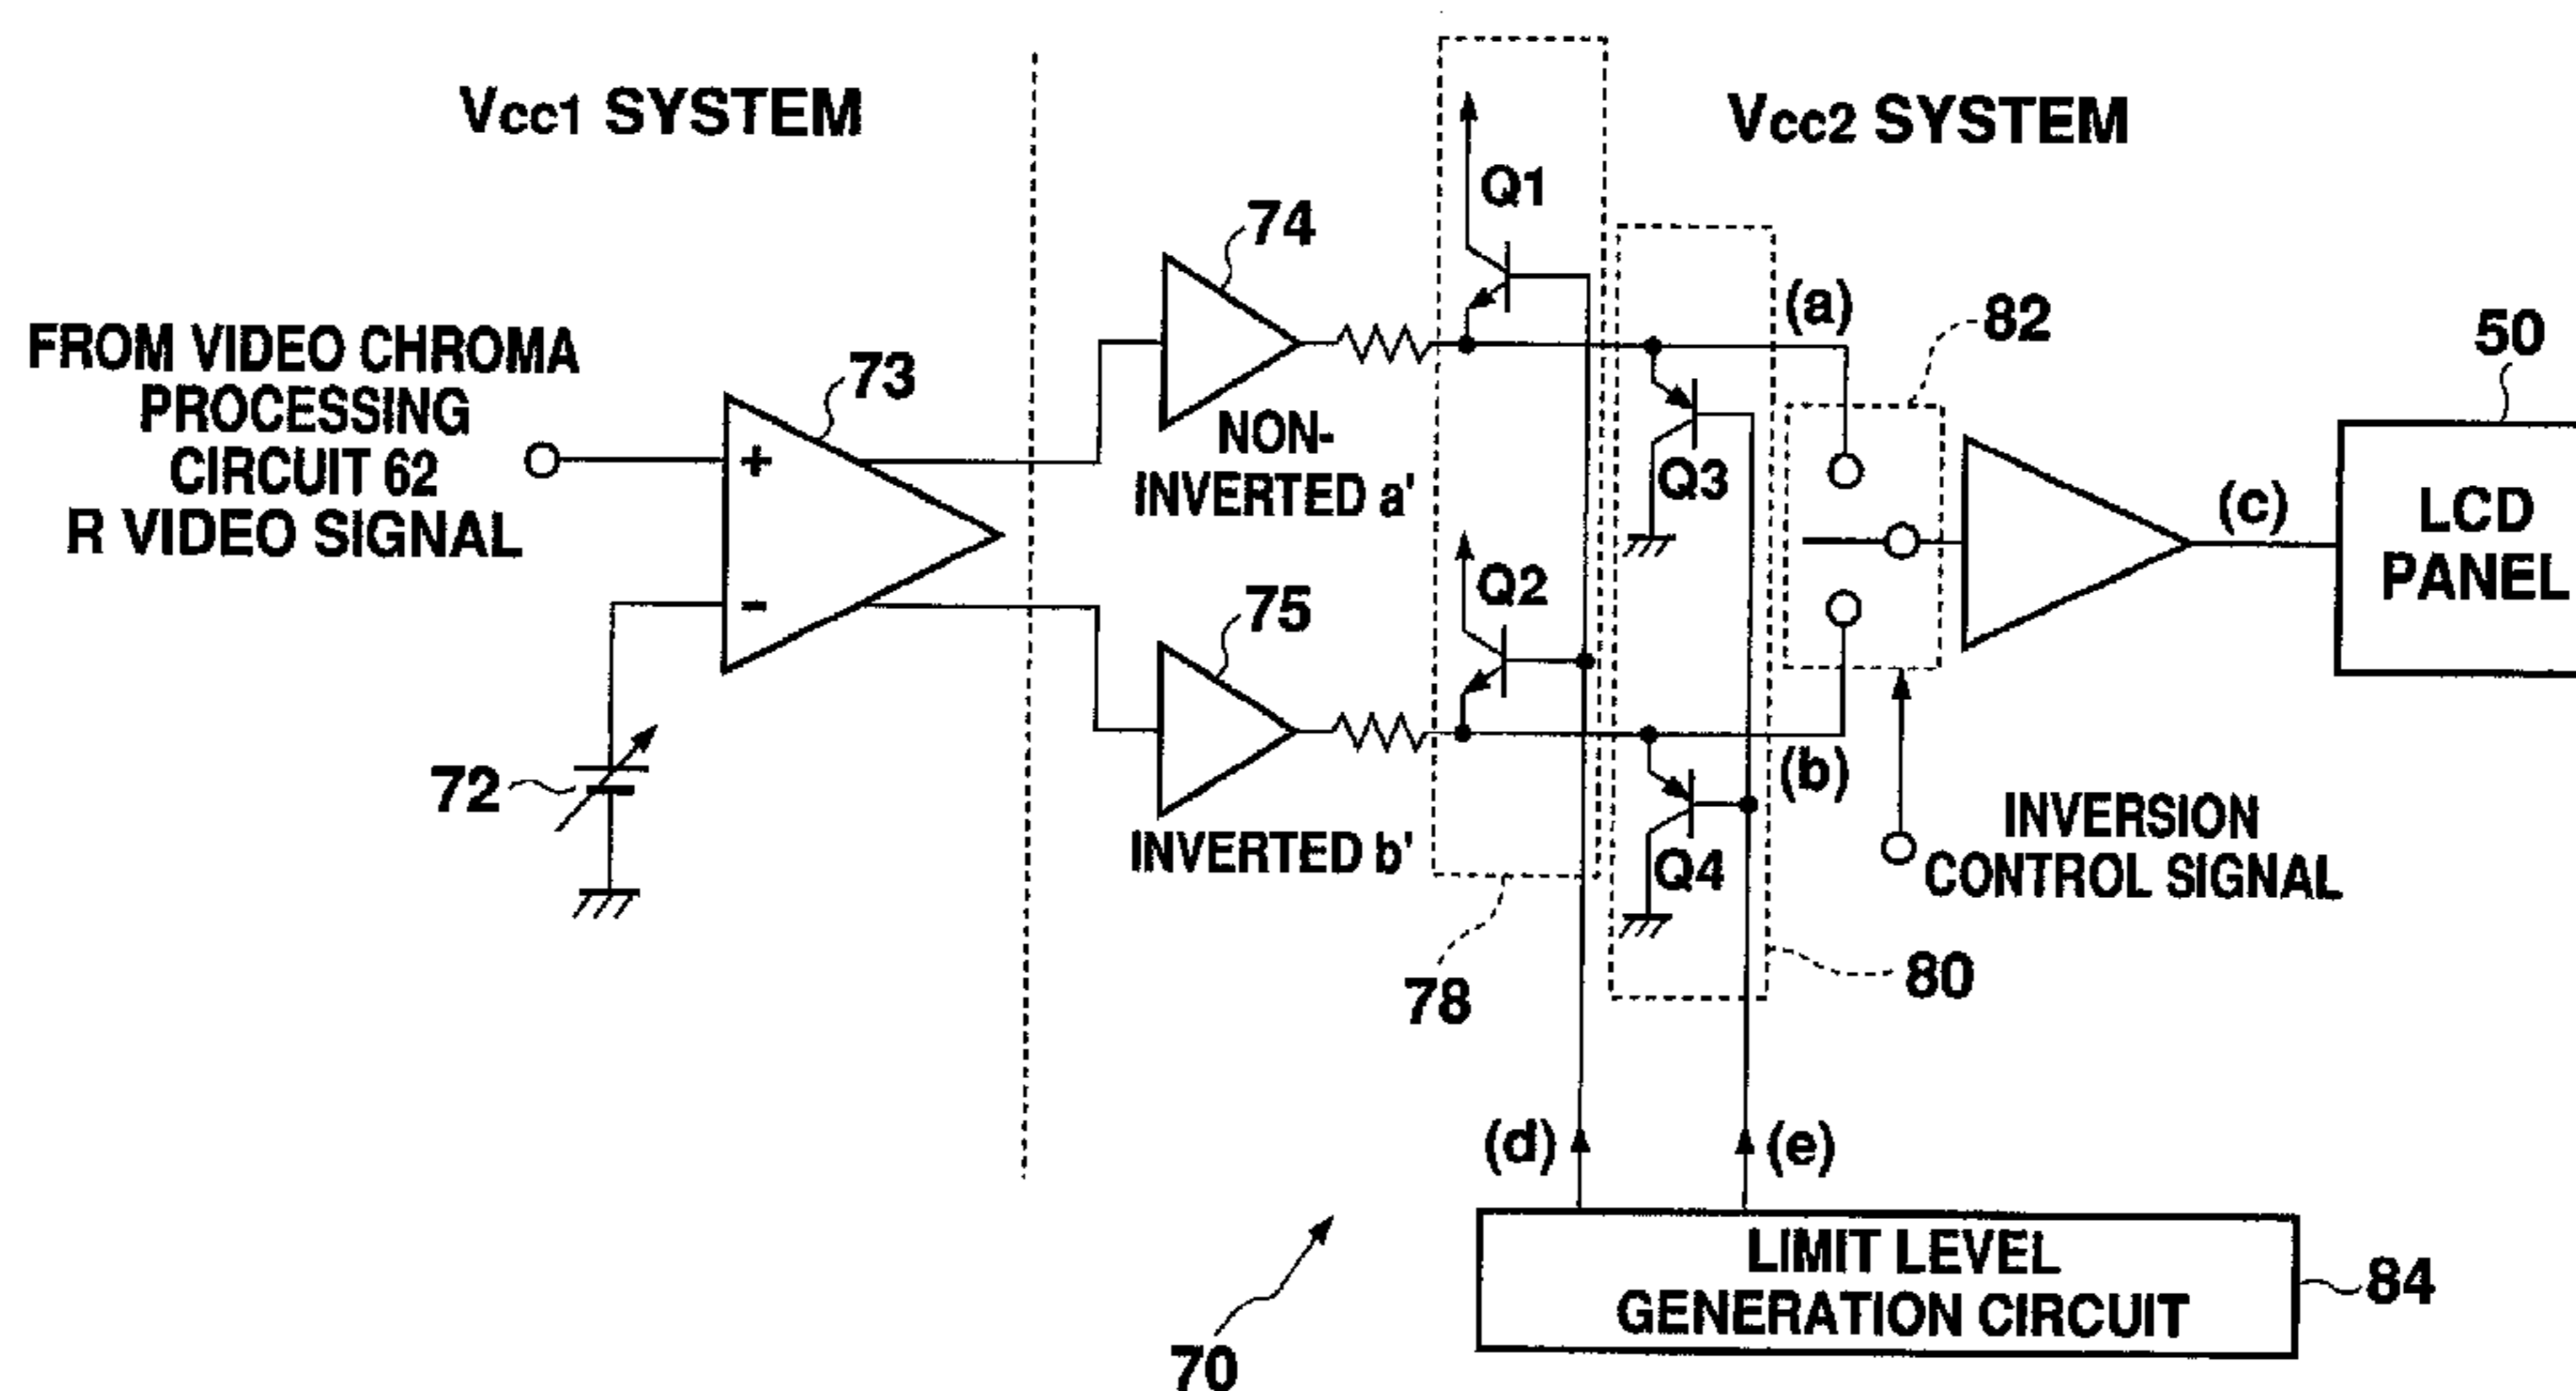 Vcc1 SYSTEM
Vcc2 SYSTEM
Q1
74
(a)
82
50
FROM VIDEO CHROMA
PROCESSING
CIRCUIT 62
R VIDEO SIGNAL
73
+
-
NON-
INVERTED a'
Q3
(c)
LCD
PANEL
Q2
75
72
(b)
INVERTED b'
Q4
INVERSION
CONTROL SIGNAL
78
80
(d)
(e)
LIMIT LEVEL
GENERATION CIRCUIT
84
70